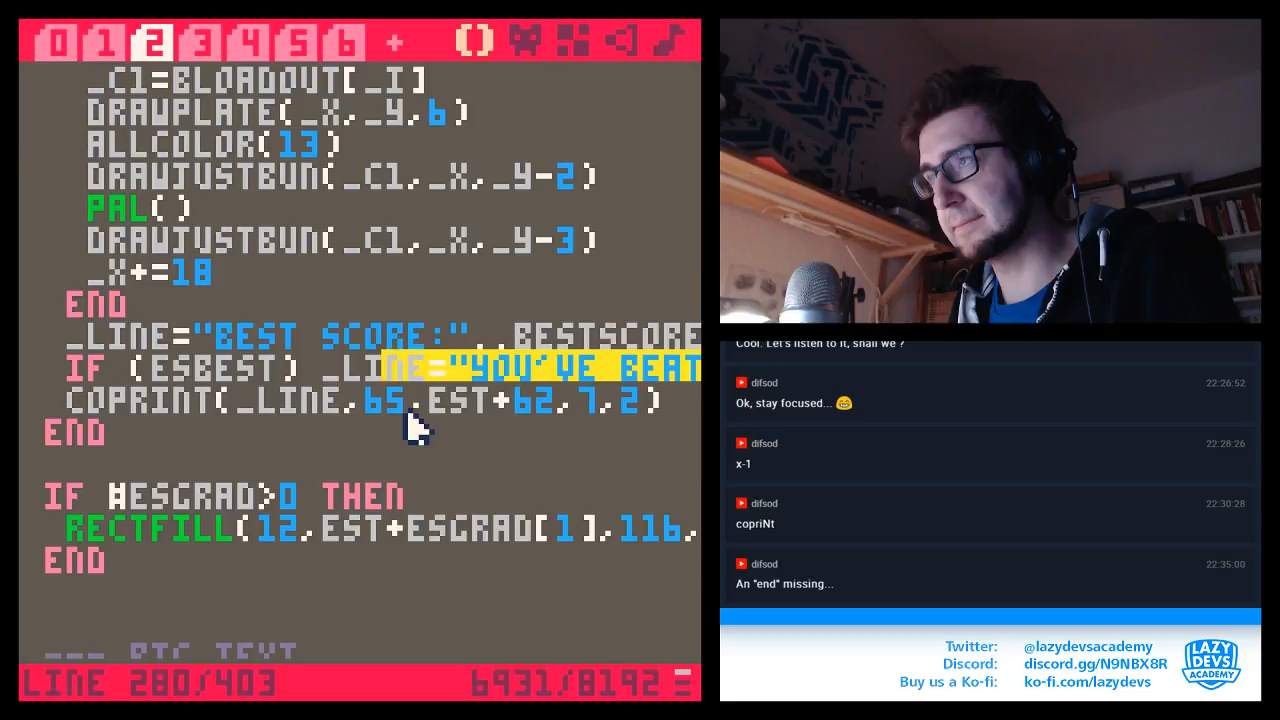 0 1 2 3 4 5 6 +
_C1=BLOADOUT[_I]
DRAWPLATE(_X,_Y,6)
ALLCOLOR(13)
DRAWJUSTBUN(_C1,_X,_Y-2)
PAL()
DRAWJUSTBUN(_C1,_X,_Y-3)
_X+=18
END
_LINE="BEST SCORE:"..BESTSCORE
IF (ESBEST) _LINE="YOU'VE BEAT
COPRINT(_LINE,65,EST+62,7,2)
END
IF #ESGRAD>0 THEN
RECTFILL(12,EST+ESGRAD[1],116,
END
LINE 280/403
6931/8192
Cool. Let's listen to it, shall we ?
difsod 22:26:52
Ok, stay focused... 😄
difsod 22:28:26
x-1
difsod 22:30:28
copriNt
difsod 22:35:00
An "end" missing...
Twitter: @lazydevsacademy
Discord: discord.gg/N9NBX8R
Buy us a Ko-fi: ko-fi.com/lazydevs
LAZY
DEVS
ACADEMY